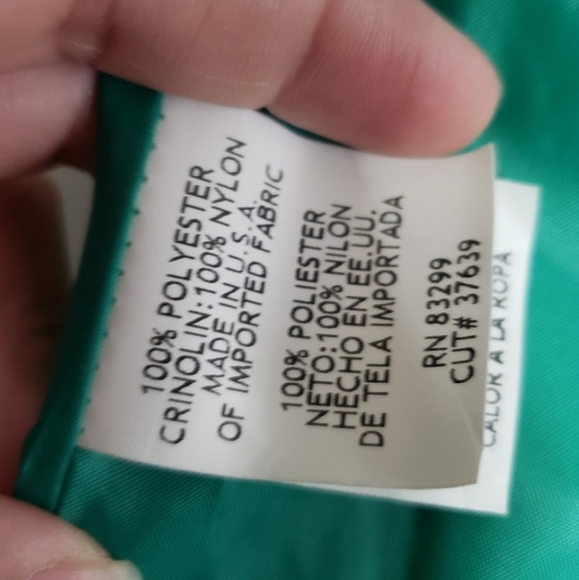 100% POLYESTER
CRINOLIN: 100% NYLON
MADE IN U.S.A.
OF IMPORTED FABRIC
100% POLIESTER
NETO: 100% NILON
HECHO EN EE.UU.
DE TELA IMPORTADA
RN 83299
CUT# 37639
CALOR A LA ROPA